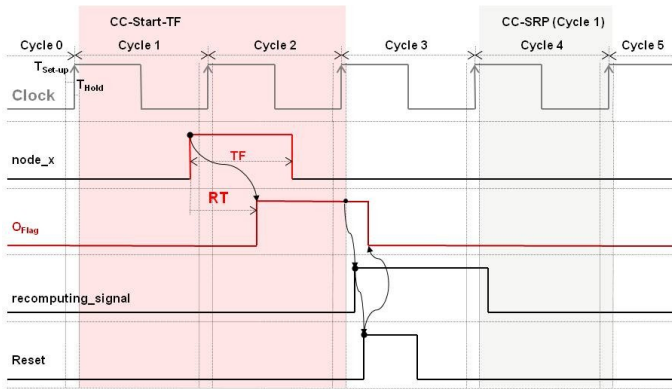 CC-Start-TF CC-SRP (Cycle 1)
Cycle 0 Cycle 1 Cycle 2 Cycle 3 Cycle 4 Cycle 5
TSet-up
THold
Clock
node_x
TF
RT
OFlag
recomputing_signal
Reset